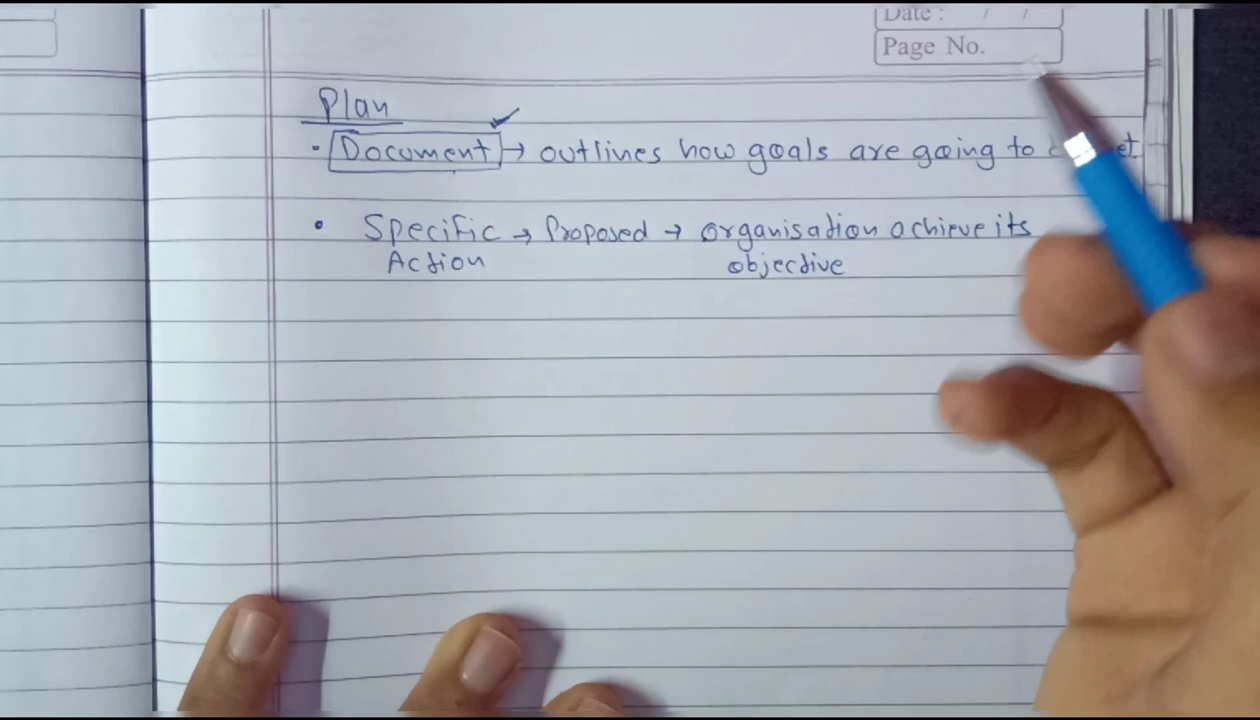 Date : / /
Page No.
Plan
• Document → outlines how goals are going to
• Specific → Proposed → organisation achieve its
Action objective